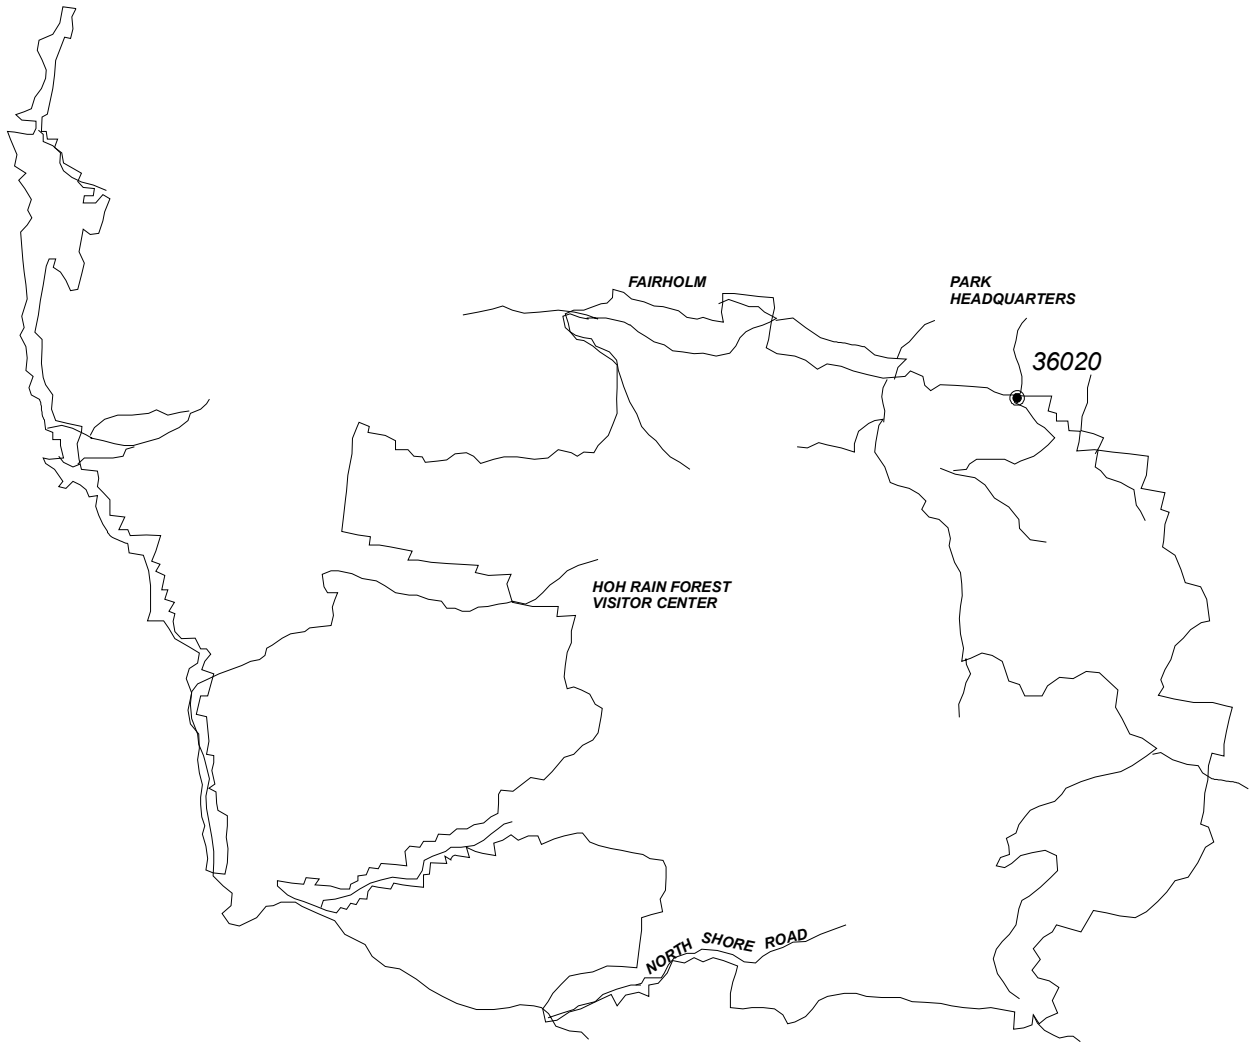 FAIRHOLM
PARK
HEADQUARTERS
36020
HOH RAIN FOREST
VISITOR CENTER
NORTH SHORE ROAD